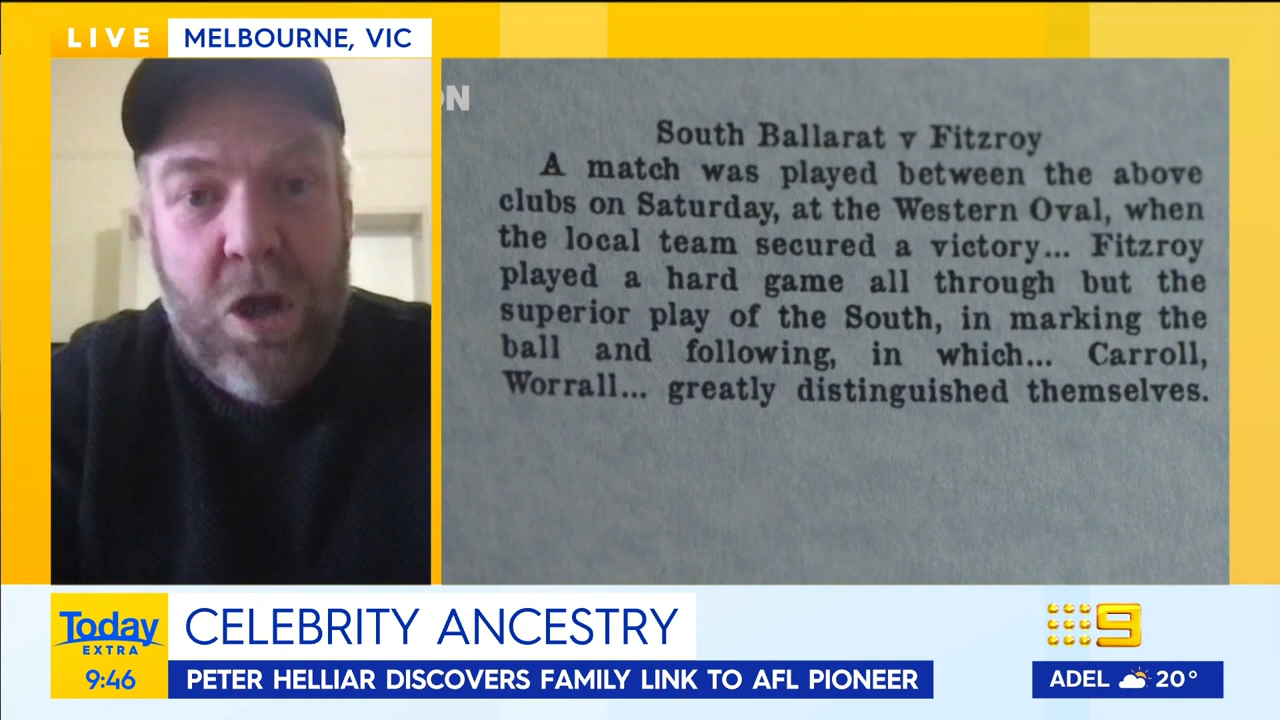 LIVE MELBOURNE, VIC
ON
South Ballarat v Fitzroy
A match was played between the above
clubs on Saturday, at the Western Oval, when
the local team secured a victory... Fitzroy
played a hard game all through but the
superior play of the South, in marking the
ball and following, in which... Carroll,
Worrall... greatly distinguished themselves.
Today
EXTRA
9:46
CELEBRITY ANCESTRY
PETER HELLIAR DISCOVERS FAMILY LINK TO AFL PIONEER
9
ADEL 20°